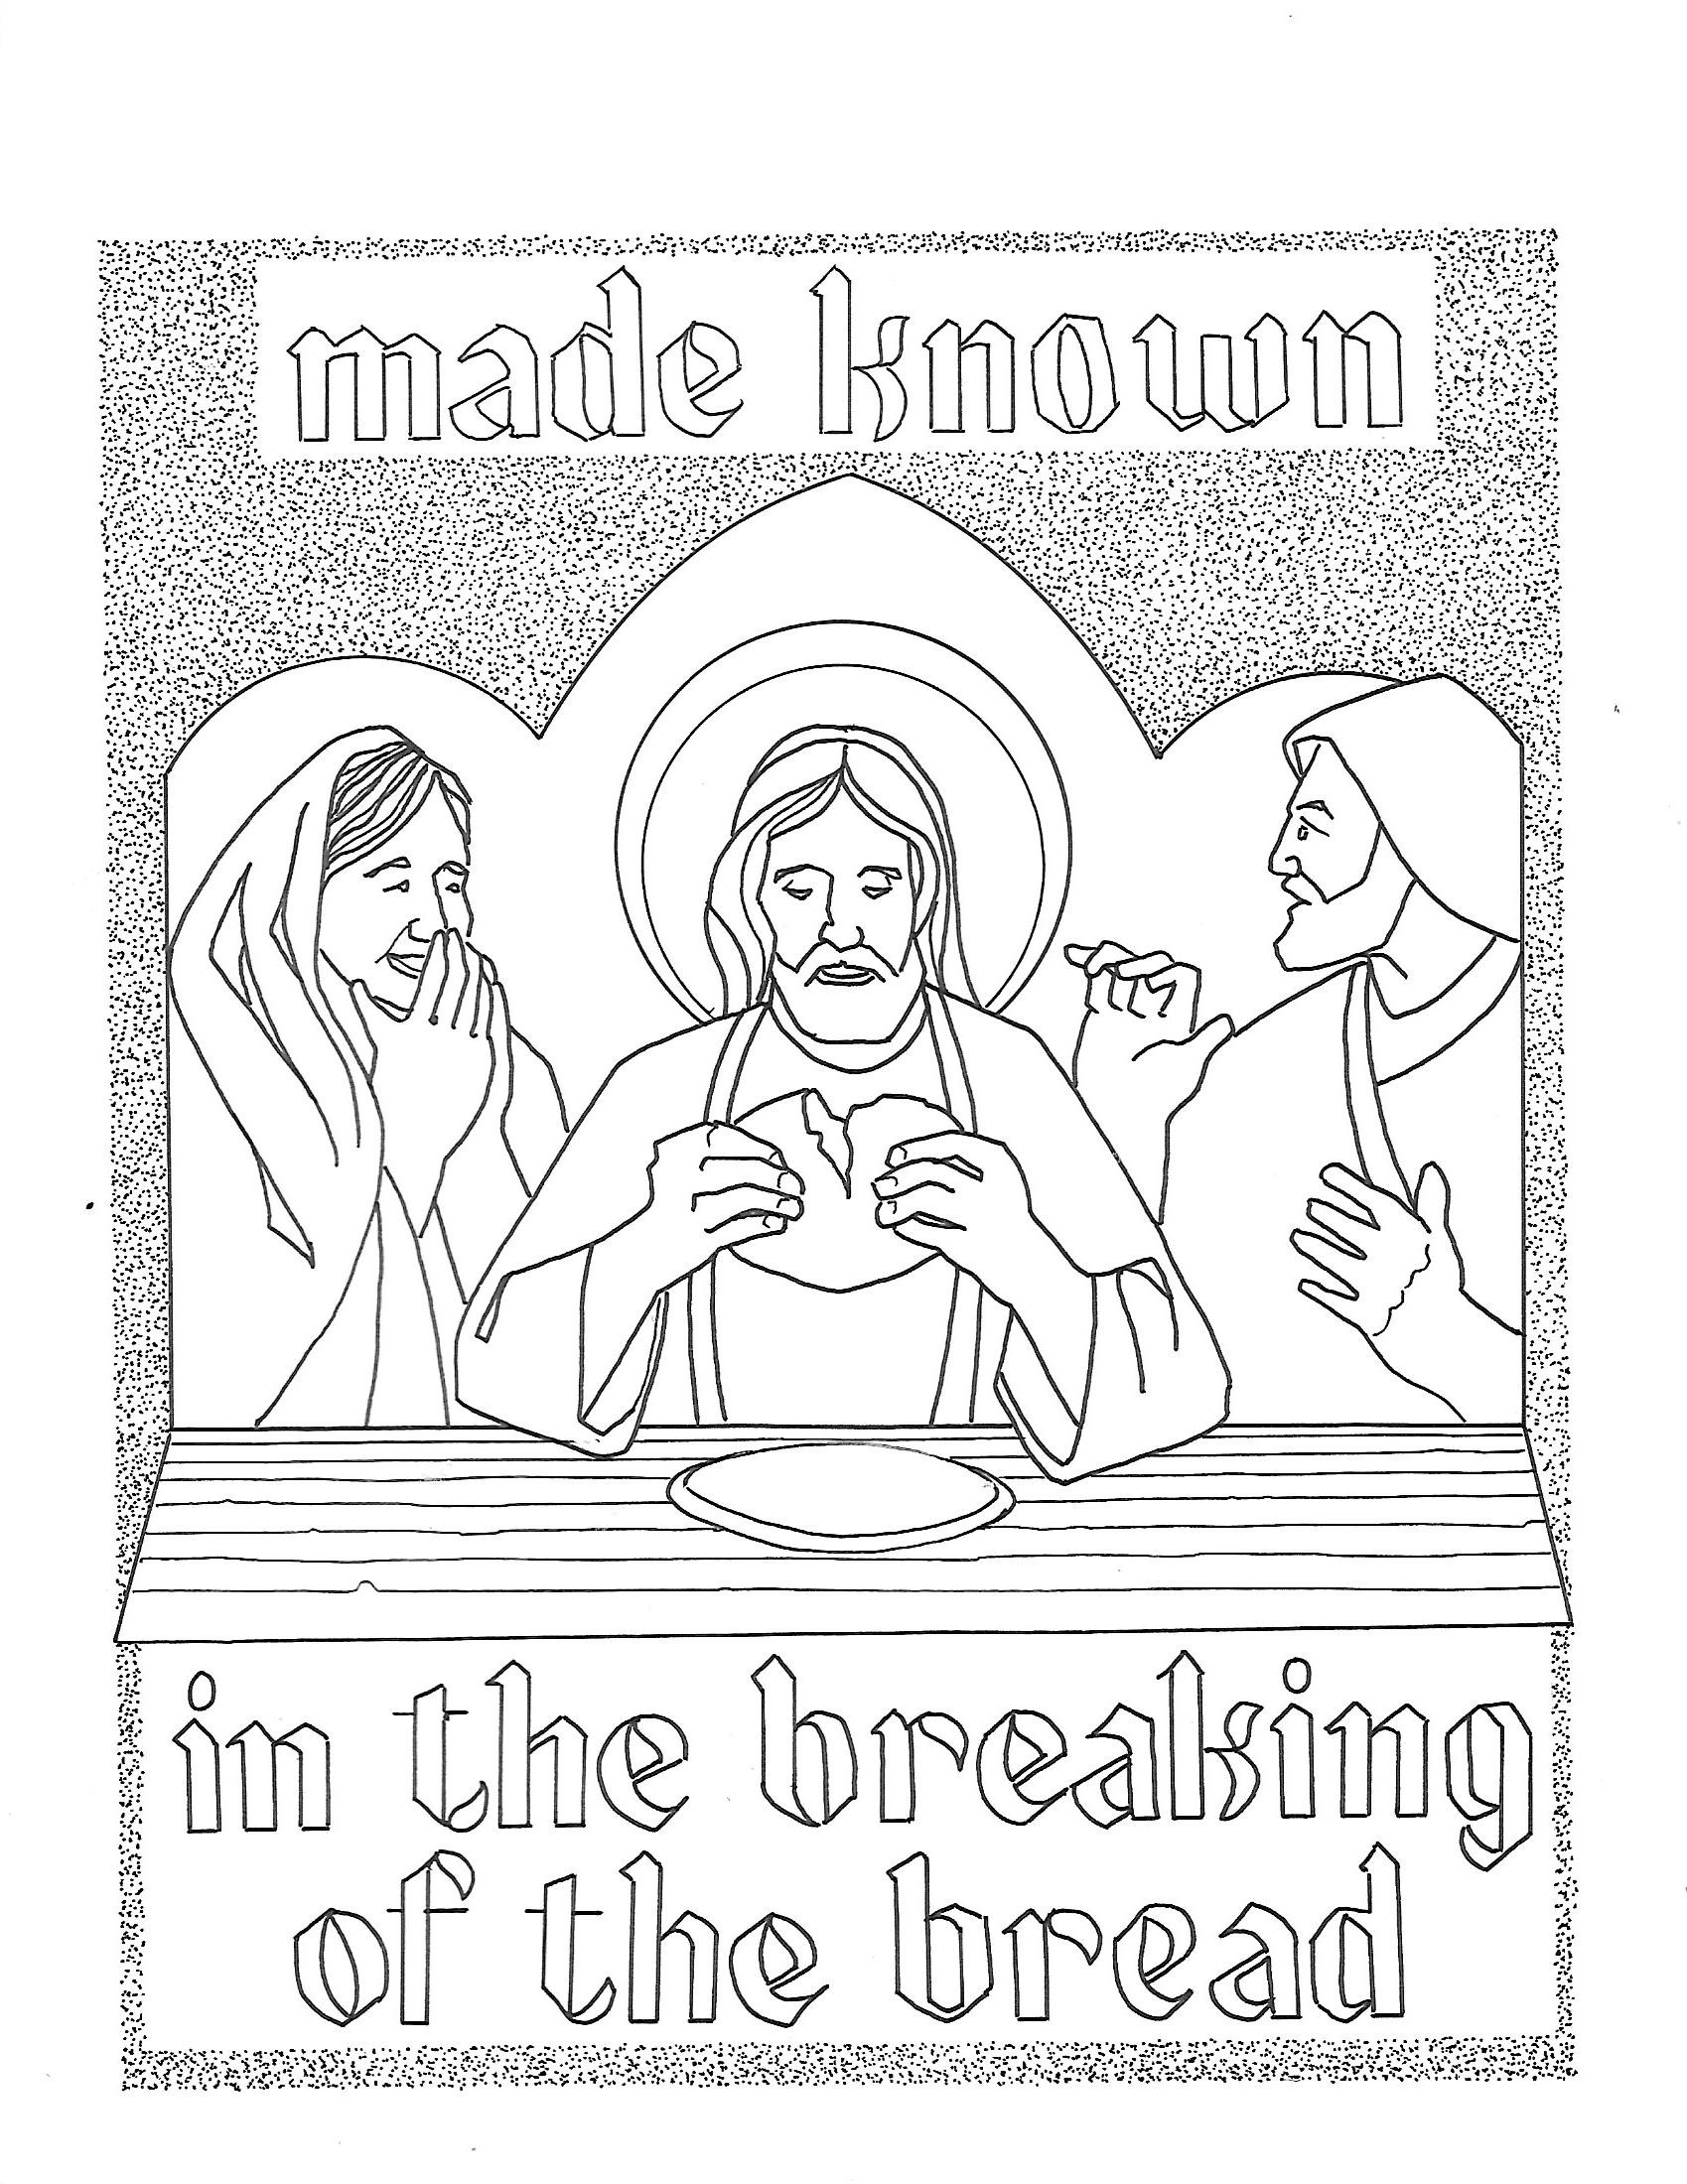 made known
in the breaking
of the bread